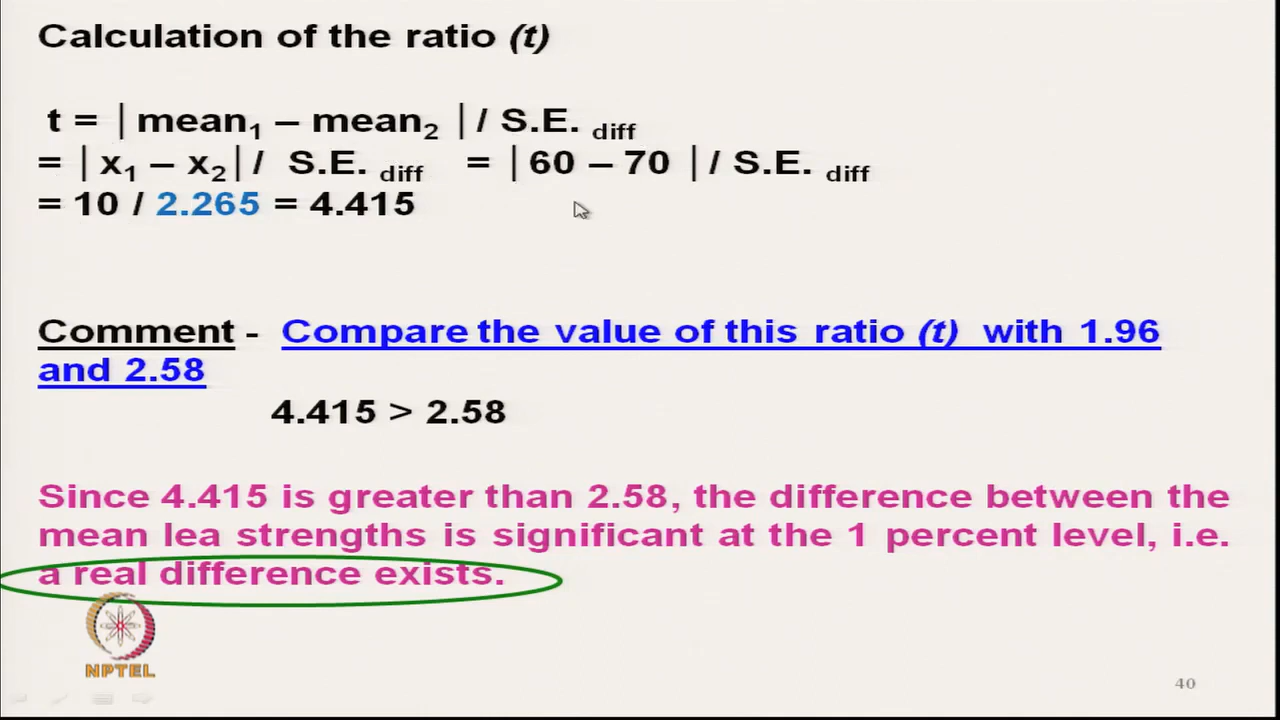 Calculation of the ratio (t)
t = | mean1 – mean2 | / S.E. diff
= | x1 – x2| / S.E. diff = | 60 – 70 | / S.E. diff
= 10 / 2.265 = 4.415
Comment - Compare the value of this ratio (t) with 1.96
and 2.58
4.415 > 2.58
Since 4.415 is greater than 2.58, the difference between the
mean lea strengths is significant at the 1 percent level, i.e.
a real difference exists.
NPTEL
40